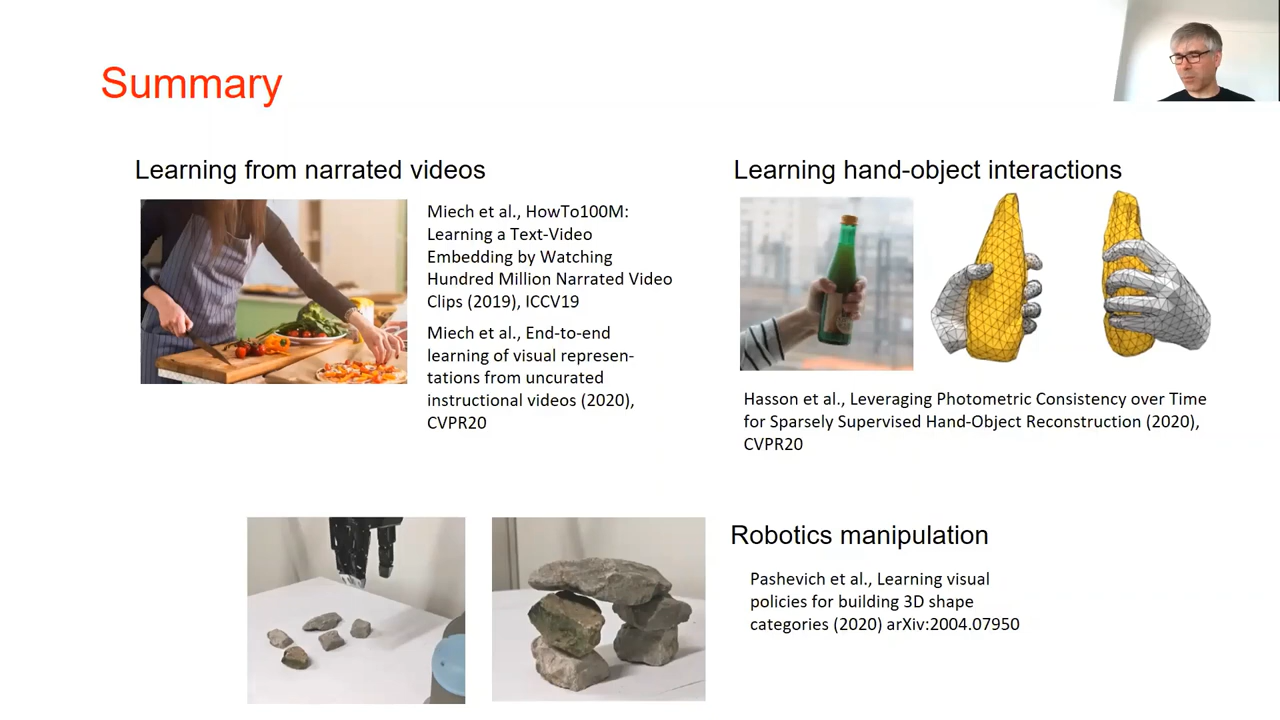 Summary
Learning from narrated videos
Miech et al., HowTo100M:
Learning a Text-Video
Embedding by Watching
Hundred Million Narrated Video
Clips (2019), ICCV19
Miech et al., End-to-end
learning of visual represen-
tations from uncurated
instructional videos (2020),
CVPR20
Learning hand-object interactions
Hasson et al., Leveraging Photometric Consistency over Time
for Sparsely Supervised Hand-Object Reconstruction (2020),
CVPR20
Robotics manipulation
Pashevich et al., Learning visual
policies for building 3D shape
categories (2020) arXiv:2004.07950